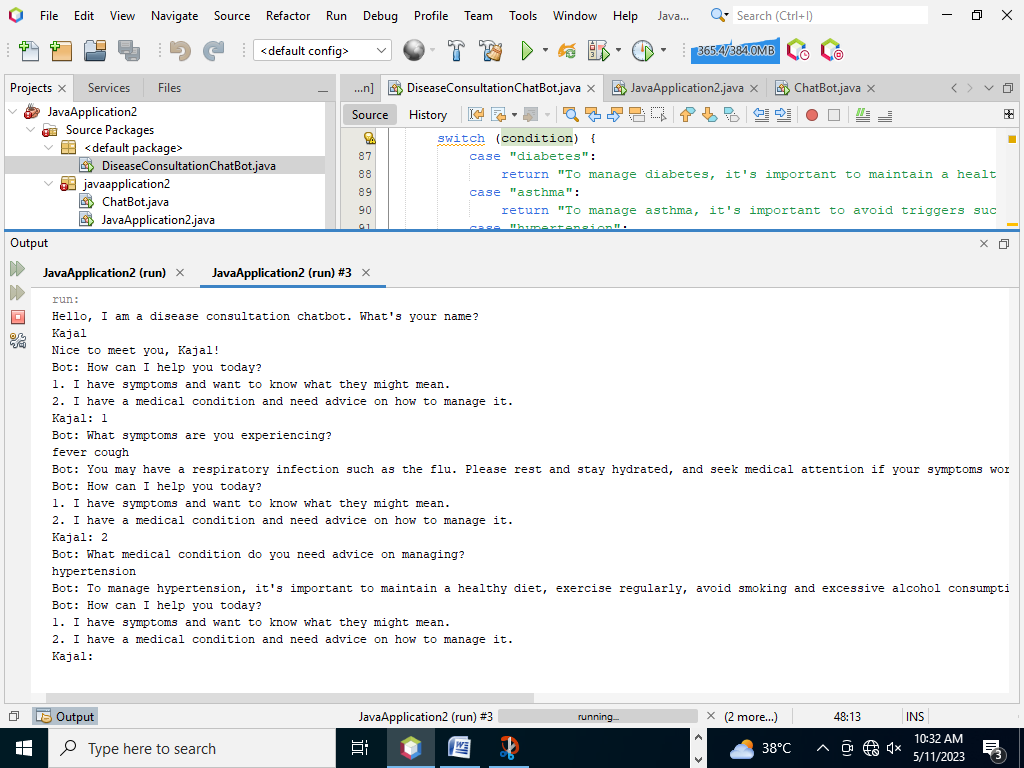 File Edit View Navigate Source Refactor Run Debug Profile Team Tools Window Help Java... Search (Ctrl+I)
<default config> 365.4/384.0MB
Projects Services Files
...n] DiseaseConsultationChatBot.java JavaApplication2.java ChatBot.java
Source History
JavaApplication2
Source Packages
<default package>
DiseaseConsultationChatBot.java
javaapplication2
ChatBot.java
JavaApplication2.java
switch (condition) {
87 case "diabetes":
88 return "To manage diabetes, it's important to maintain a healt
89 case "asthma":
90 return "To manage asthma, it's important to avoid triggers suc
91 case "hypertension":
Output
JavaApplication2 (run) JavaApplication2 (run) #3
run:
Hello, I am a disease consultation chatbot. What's your name?
Kajal
Nice to meet you, Kajal!
Bot: How can I help you today?
1. I have symptoms and want to know what they might mean.
2. I have a medical condition and need advice on how to manage it.
Kajal: 1
Bot: What symptoms are you experiencing?
fever cough
Bot: You may have a respiratory infection such as the flu. Please rest and stay hydrated, and seek medical attention if your symptoms wor
Bot: How can I help you today?
1. I have symptoms and want to know what they might mean.
2. I have a medical condition and need advice on how to manage it.
Kajal: 2
Bot: What medical condition do you need advice on managing?
hypertension
Bot: To manage hypertension, it's important to maintain a healthy diet, exercise regularly, avoid smoking and excessive alcohol consumpti
Bot: How can I help you today?
1. I have symptoms and want to know what they might mean.
2. I have a medical condition and need advice on how to manage it.
Kajal:
Output JavaApplication2 (run) #3 running... (2 more...) 48:13 INS
Type here to search 38°C 10:32 AM
5/11/2023 3